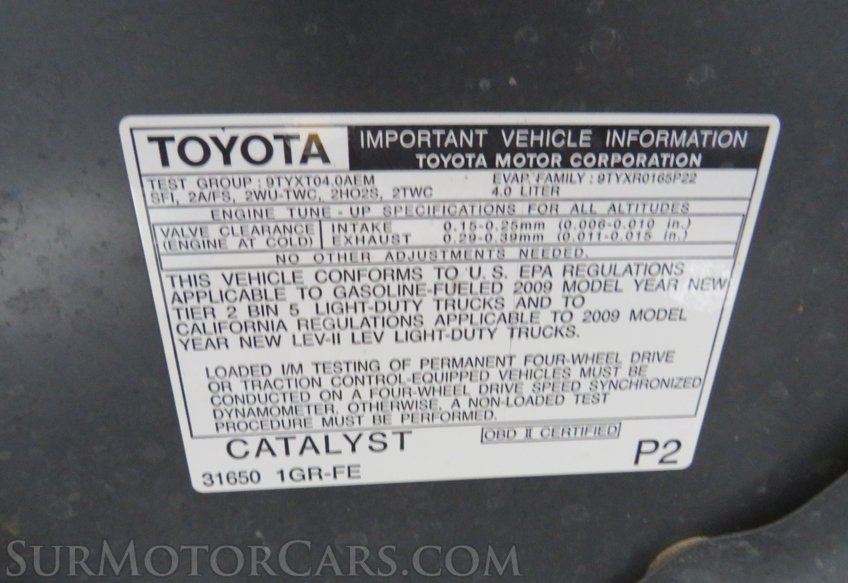 TOYOTA IMPORTANT VEHICLE INFORMATION
TOYOTA MOTOR CORPORATION
TEST GROUP : 9TYXT04.0AEM EVAP. FAMILY : 9TYXR0165P22
SFI, 2A/FS, 2WU-TWC, 2HO2S, 2TWC 4.0 LITER
ENGINE TUNE - UP SPECIFICATIONS FOR ALL ALTITUDES
VALVE CLEARANCE INTAKE 0.15-0.25mm (0.006-0.010 in.)
(ENGINE AT COLD) EXHAUST 0.29-0.39mm (0.011-0.015 in.)
NO OTHER ADJUSTMENTS NEEDED.
THIS VEHICLE CONFORMS TO U.S. EPA REGULATIONS
APPLICABLE TO GASOLINE-FUELED 2009 MODEL YEAR NEW
TIER 2 BIN 5 LIGHT-DUTY TRUCKS AND TO
CALIFORNIA REGULATIONS APPLICABLE TO 2009 MODEL
YEAR NEW LEV-II LEV LIGHT-DUTY TRUCKS.
LOADED I/M TESTING OF PERMANENT FOUR-WHEEL DRIVE
OR TRACTION CONTROL-EQUIPPED VEHICLES MUST BE
CONDUCTED ON A FOUR-WHEEL DRIVE SPEED SYNCHRONIZED
DYNAMOMETER, OTHERWISE, A NON-LOADED TEST
PROCEDURE MUST BE PERFORMED.
CATALYST OBD II CERTIFIED
31650 1GR-FE P2
SurMotorCars.com